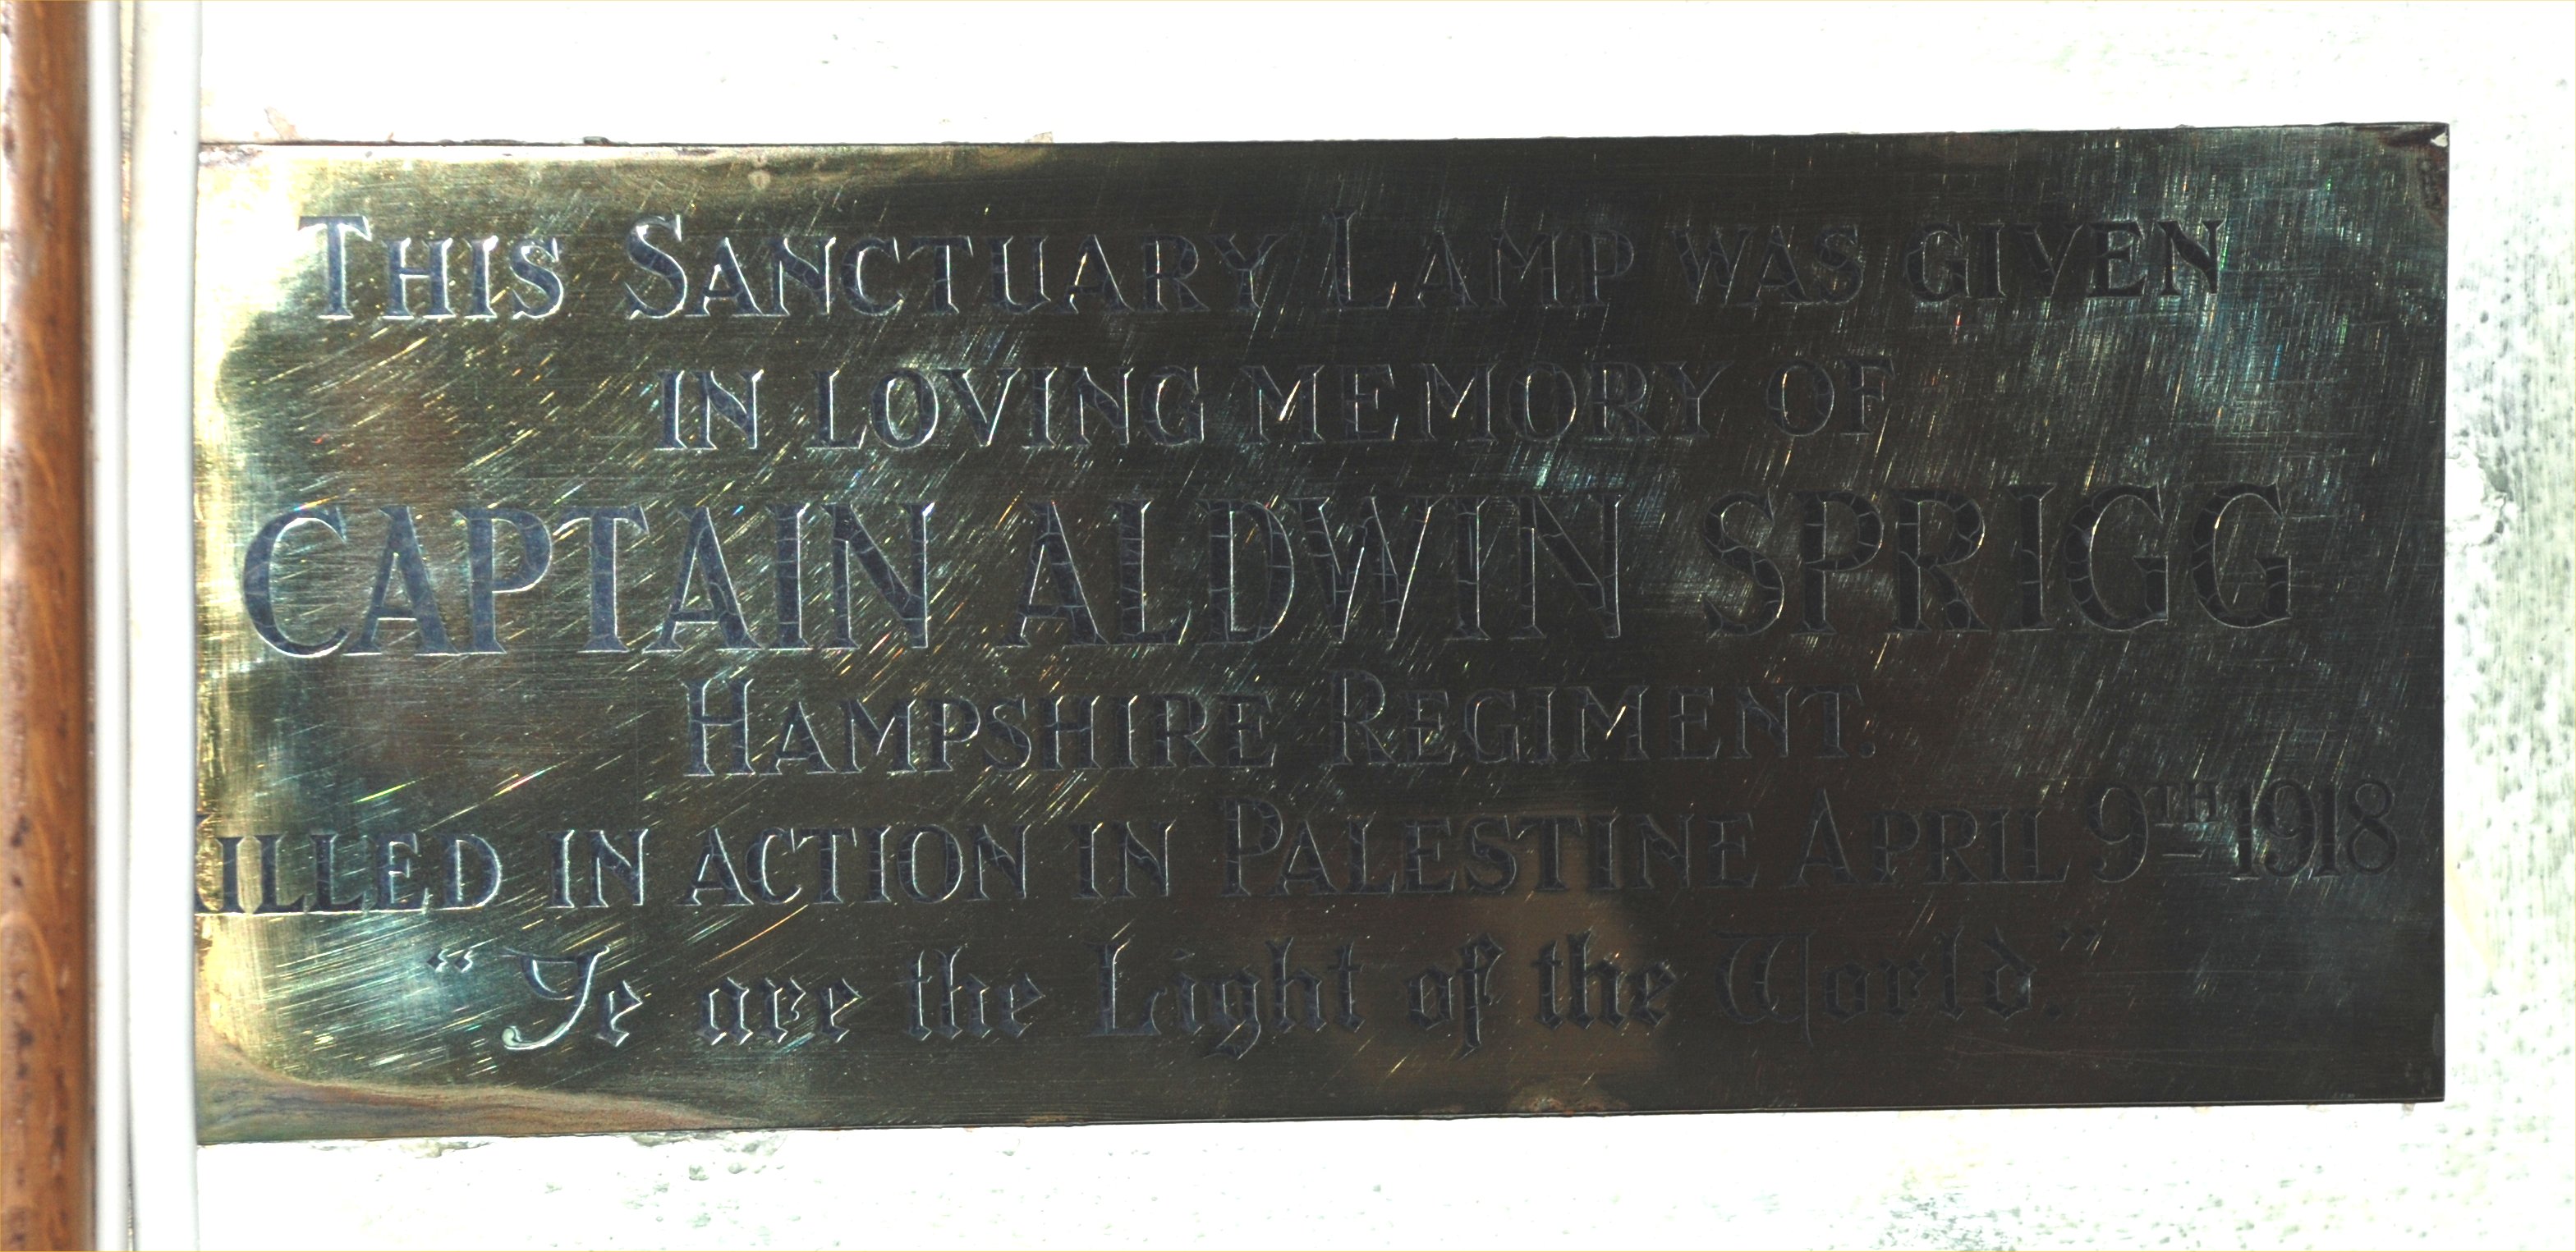 THIS SANCTUARY LAMP WAS GIVEN
IN LOVING MEMORY OF
CAPTAIN ALDWIN SPRIGG
HAMPSHIRE REGIMENT.
KILLED IN ACTION IN PALESTINE APRIL 9TH 1918
"Ye are the Light of the World."